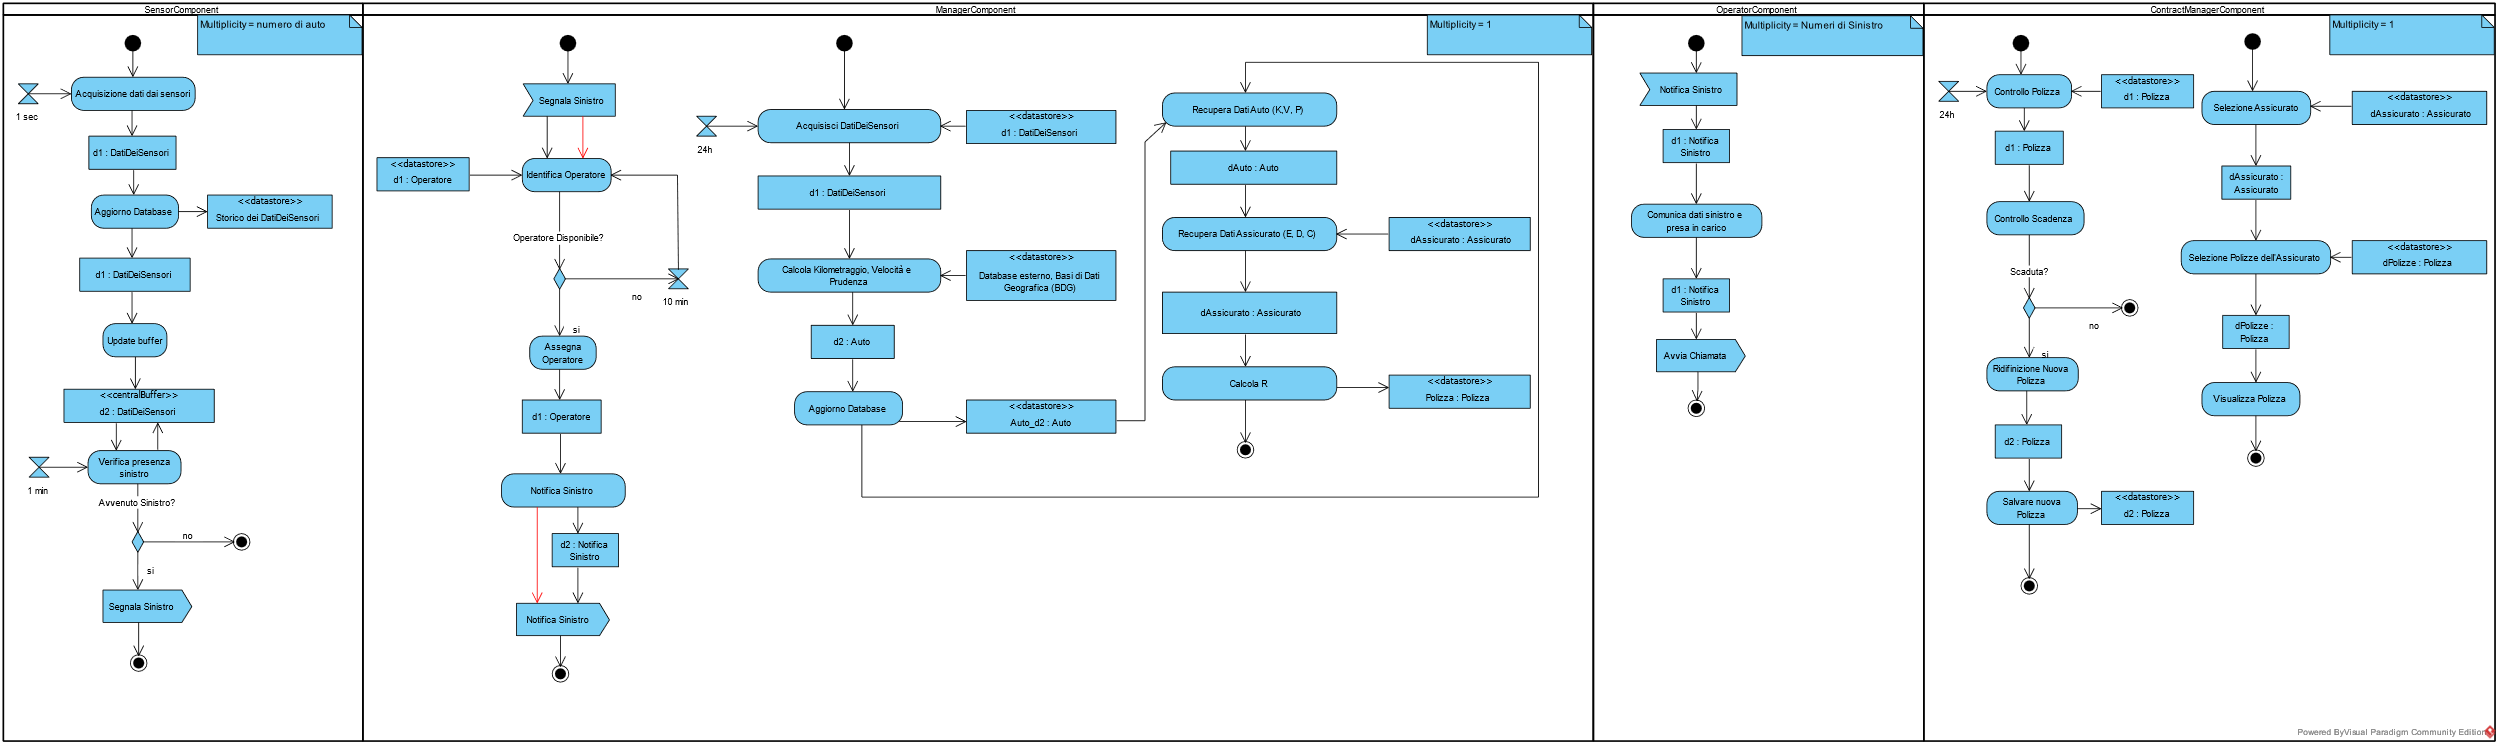 SensorComponent
Multiplicity = numero di auto
1 sec
Acquisizione dati dai sensori
d1 : DatiDeiSensori
Aggiorno Database
<<datastore>>
Storico dei DatiDeiSensori
d1 : DatiDeiSensori
Update buffer
<<centralBuffer>>
d2 : DatiDeiSensori
1 min
Verifica presenza
sinistro
Avvenuto Sinistro?
no
si
Segnala Sinistro
ManagerComponent
Multiplicity = 1
Segnala Sinistro
<<datastore>>
d1 : Operatore
Identifica Operatore
Operatore Disponibile?
no
10 min
si
Assegna
Operatore
d1 : Operatore
Notifica Sinistro
d2 : Notifica
Sinistro
Notifica Sinistro
24h
Acquisisci DatiDeiSensori
<<datastore>>
d1 : DatiDeiSensori
d1 : DatiDeiSensori
Calcola Kilometraggio, Velocità e
Prudenza
<<datastore>>
Database esterno, Basi di Dati
Geografica (BDG)
d2 : Auto
Aggiorno Database
<<datastore>>
Auto_d2 : Auto
Recupera Dati Auto (K,V, P)
dAuto : Auto
Recupera Dati Assicurato (E, D, C)
<<datastore>>
dAssicurato : Assicurato
dAssicurato : Assicurato
Calcola R
<<datastore>>
Polizza : Polizza
OperatorComponent
Multiplicity = Numeri di Sinistro
Notifica Sinistro
d1 : Notifica
Sinistro
Comunica dati sinistro e
presa in carico
d1 : Notifica
Sinistro
Avvia Chiamata
ContractManagerComponent
Multiplicity = 1
24h
Controllo Polizza
<<datastore>>
d1 : Polizza
d1 : Polizza
Controllo Scadenza
Scaduta?
no
si
Ridifinizione Nuova
Polizza
d2 : Polizza
Salvare nuova
Polizza
<<datastore>>
d2 : Polizza
Selezione Assicurato
<<datastore>>
dAssicurato : Assicurato
dAssicurato :
Assicurato
Selezione Polizze dell'Assicurato
<<datastore>>
dPolizze : Polizza
dPolizze :
Polizza
Visualizza Polizza
Powered By Visual Paradigm Community Edition